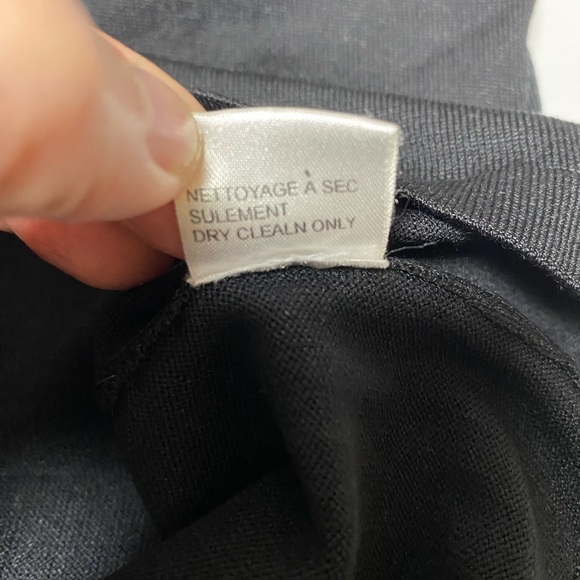 NETTOYAGE À SEC
SULEMENT
DRY CLEALN ONLY